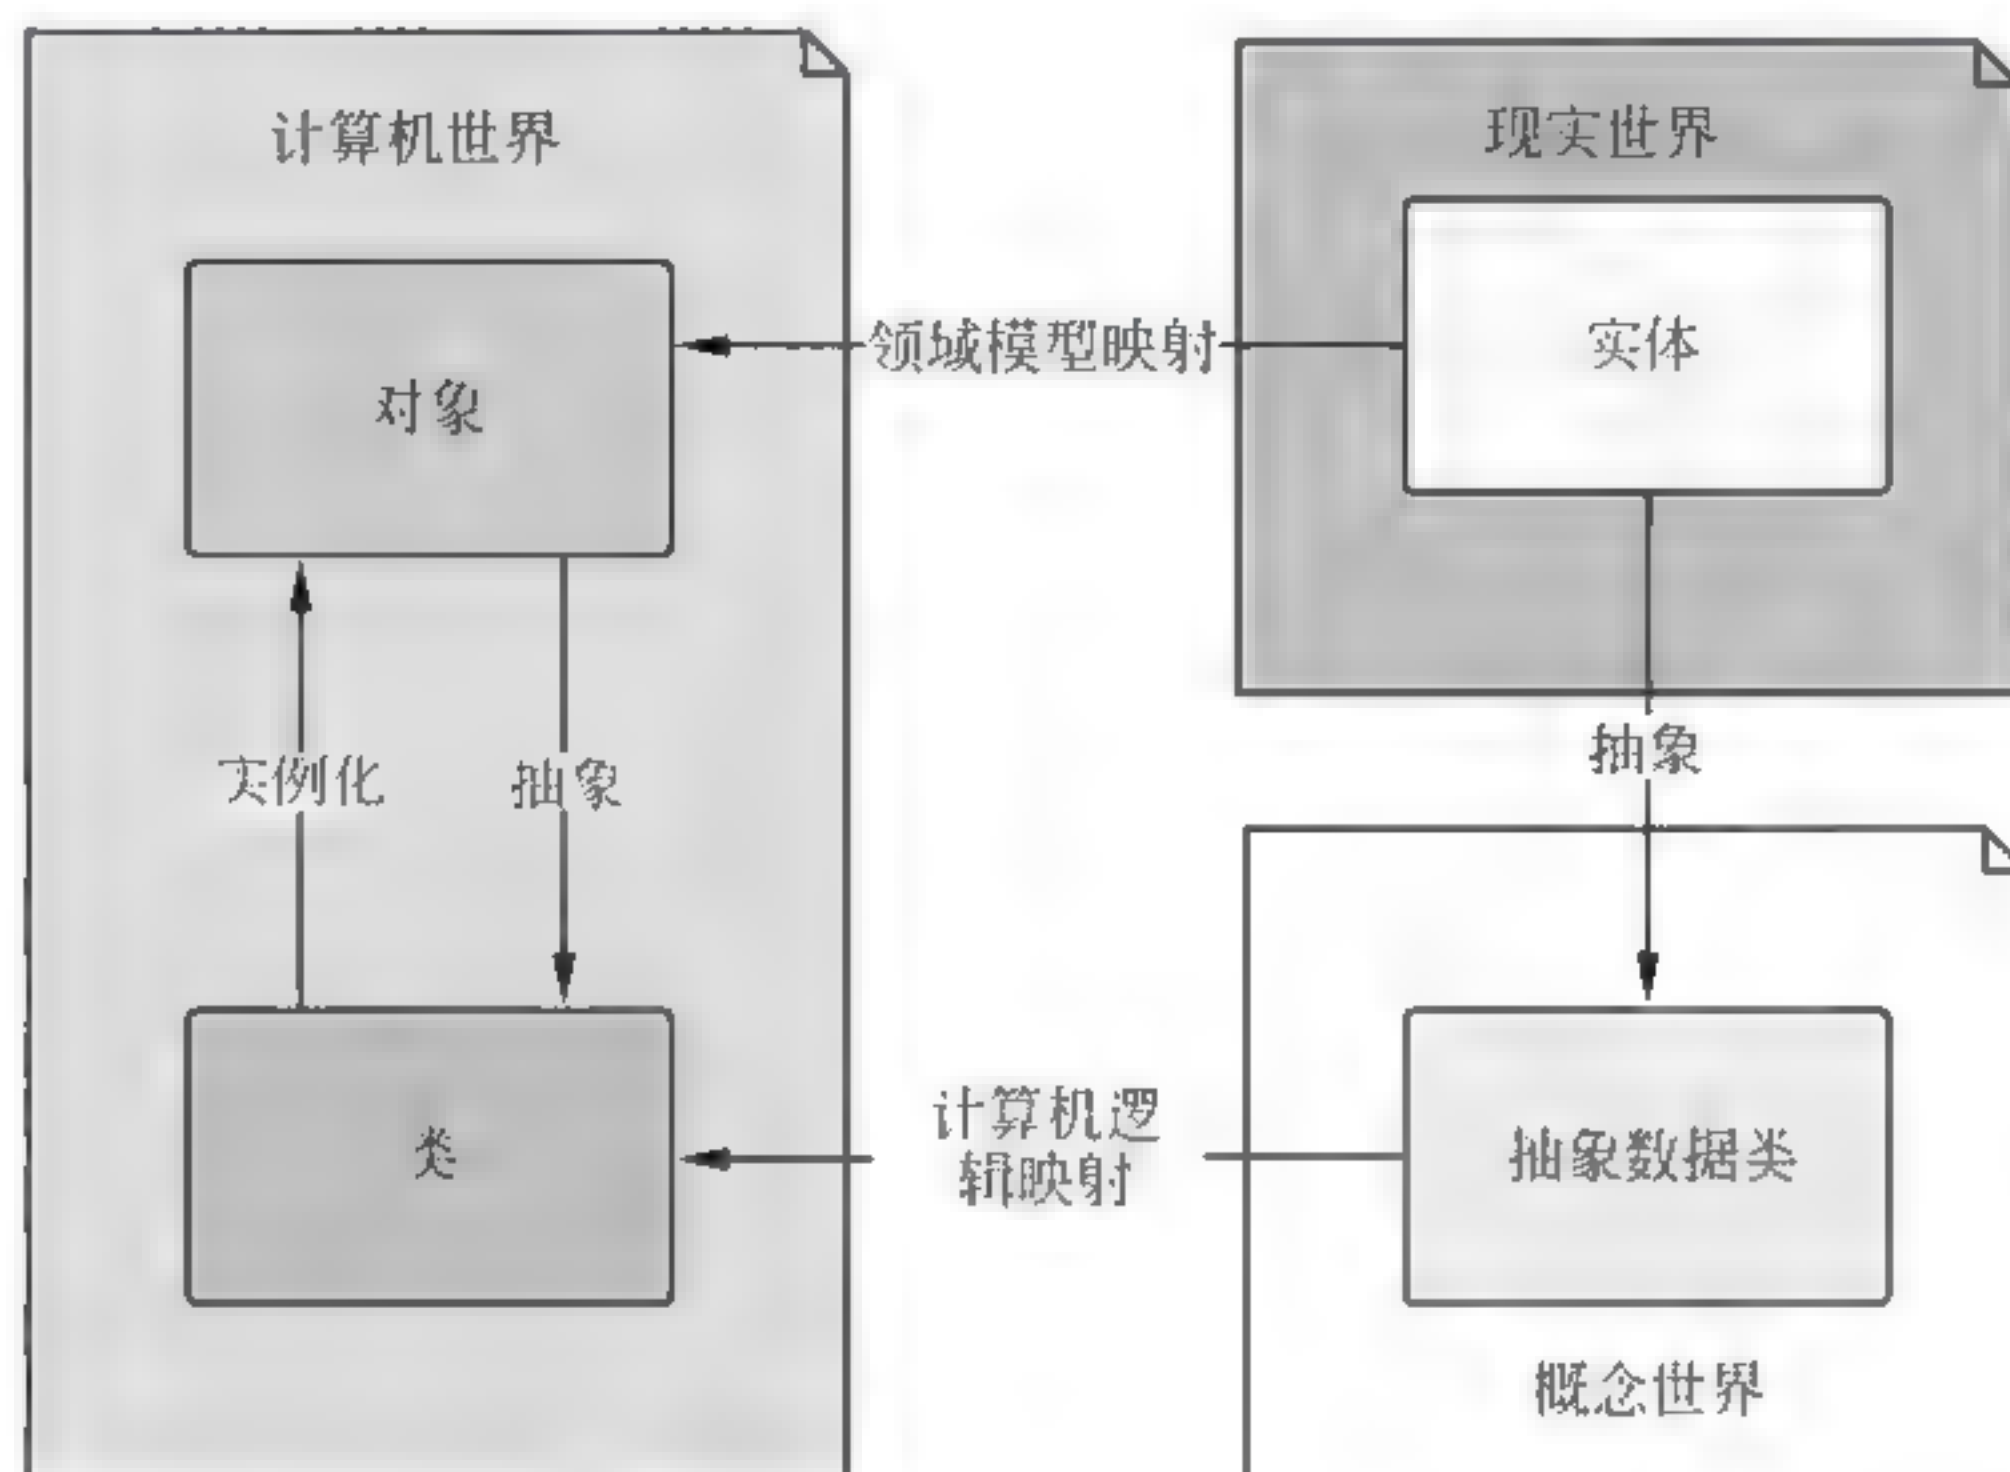 计算机世界
现实世界
对象
领域模型映射
实体
实例化
抽象
抽象
类
计算机逻
辑映射
抽象数据类
概念世界